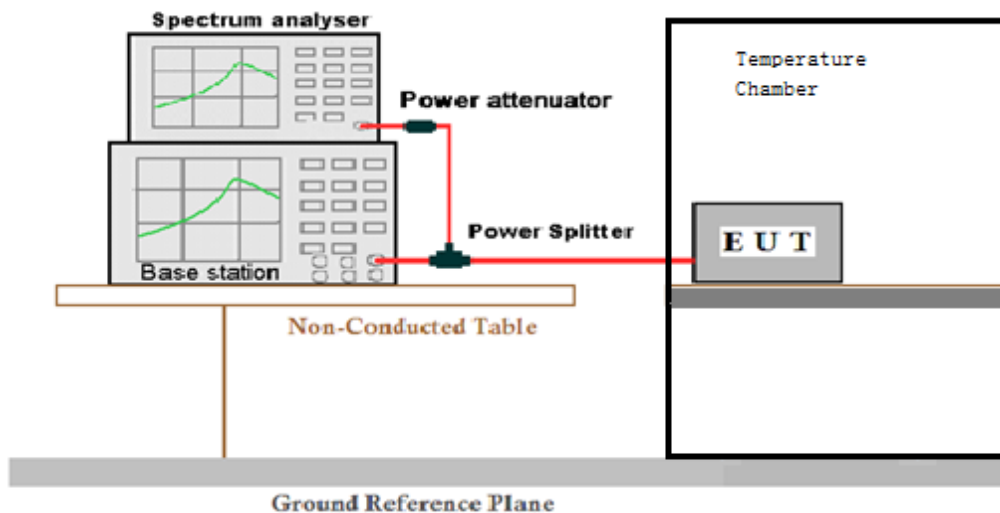 Spectrum analyser
Temperature
Chamber
Power attenuator
Power Splitter
E U T
Base station
Non-Conducted Table
Ground Reference Plane